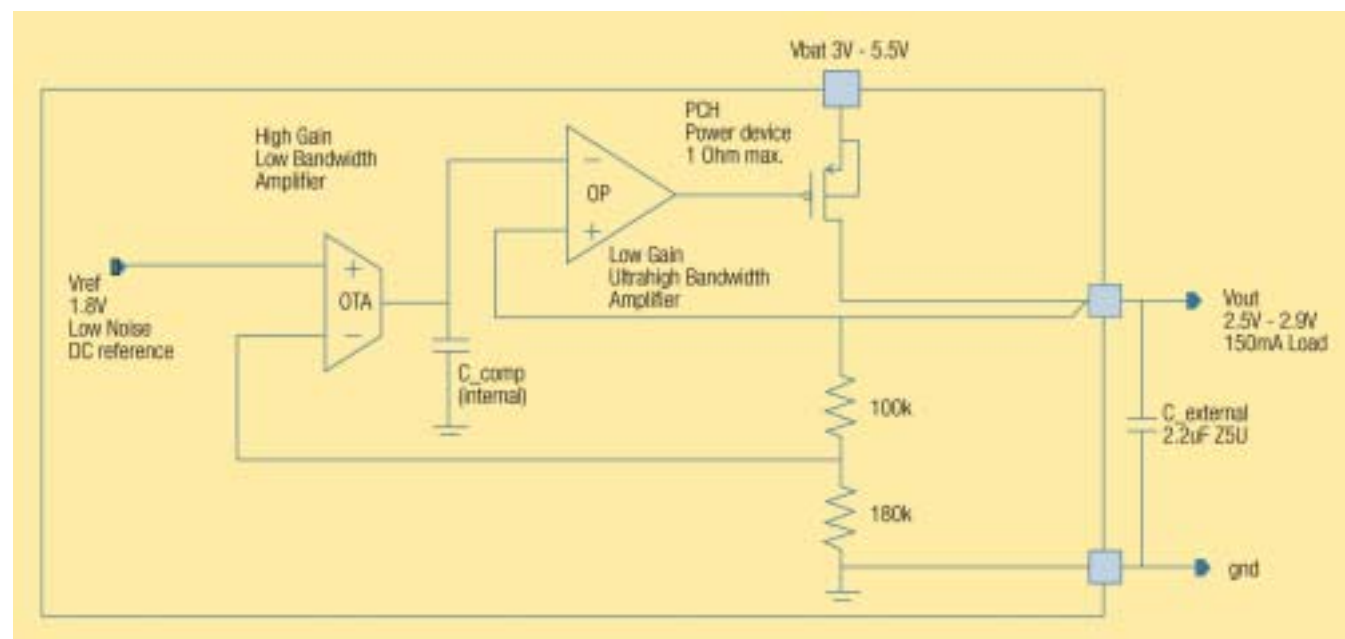 Vbat 3V - 5.5V
PCH
Power device
1 Ohm max.
High Gain
Low Bandwidth
Amplifier
−
OP
+
Low Gain
Ultrahigh Bandwidth
Amplifier
Vref
1.8V
Low Noise
DC reference
+
OTA
−
C_comp
(internal)
Vout
2.5V - 2.9V
150mA Load
100k
C_external
2.2uF Z5U
180k
gnd